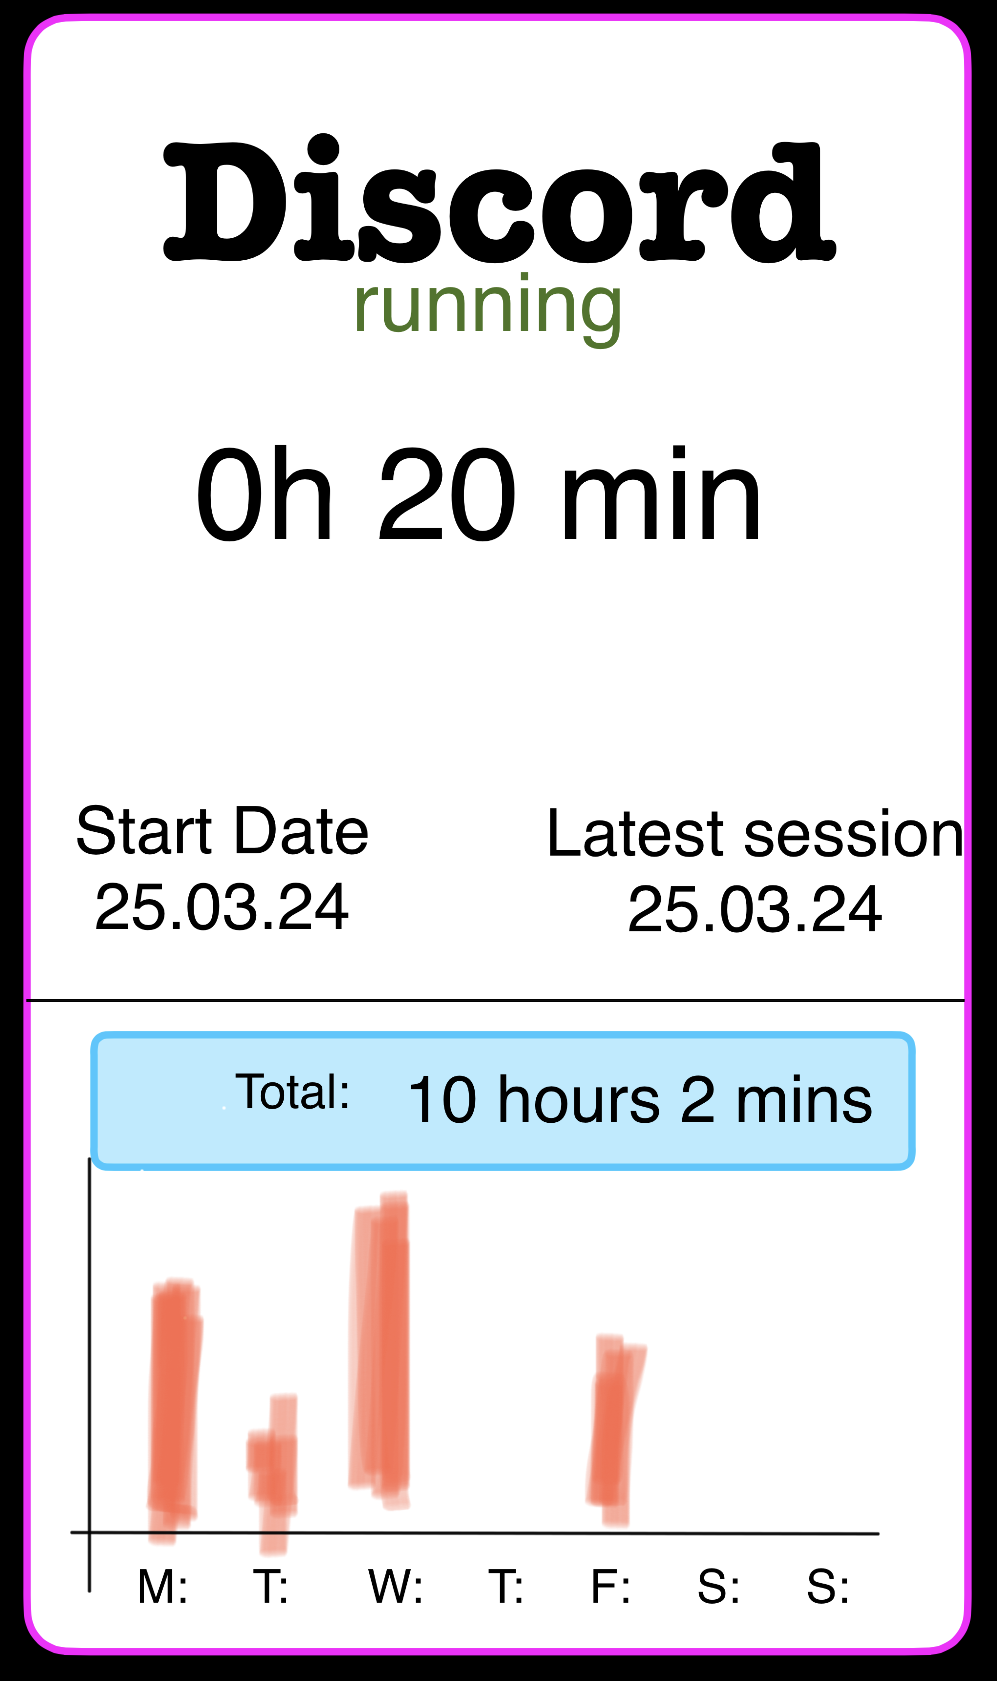 Discord
running
0h 20 min
Start Date
25.03.24
Latest session
25.03.24
Total: 10 hours 2 mins
M: T: W: T: F: S: S: